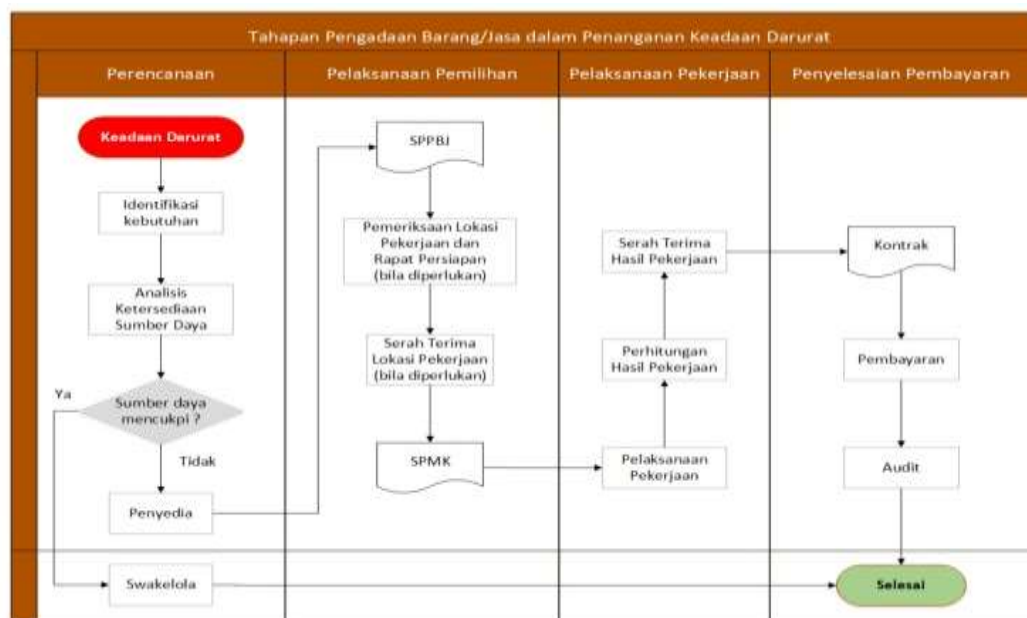 Tahapan Pengadaan Barang/Jasa dalam Penanganan Keadaan Darurat
Perencanaan
Pelaksanaan Pemilihan
Pelaksanaan Pekerjaan
Penyelesaian Pembayaran
Keadaan Darurat
Identifikasi
kebutuhan
Analisis
Ketersediaan
Sumber Daya
Ya
Sumber daya
mencukpi ?
Tidak
Penyedia
Swakelola
SPPBJ
Pemeriksaan Lokasi
Pekerjaan dan
Rapat Persiapan
(bila diperlukan)
Serah Terima
Lokasi Pekerjaan
(bila diperlukan)
SPMK
Serah Terima
Hasil Pekerjaan
Perhitungan
Hasil Pekerjaan
Pelaksanaan
Pekerjaan
Kontrak
Pembayaran
Audit
Selesai